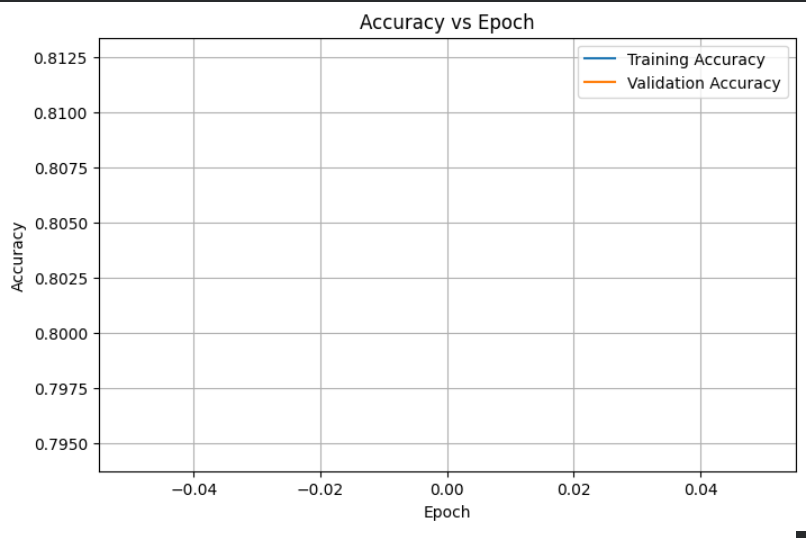 Accuracy vs Epoch
Training Accuracy
Validation Accuracy
0.8125
0.8100
0.8075
0.8050
0.8025
0.8000
0.7975
0.7950
Accuracy
−0.04 −0.02 0.00 0.02 0.04
Epoch